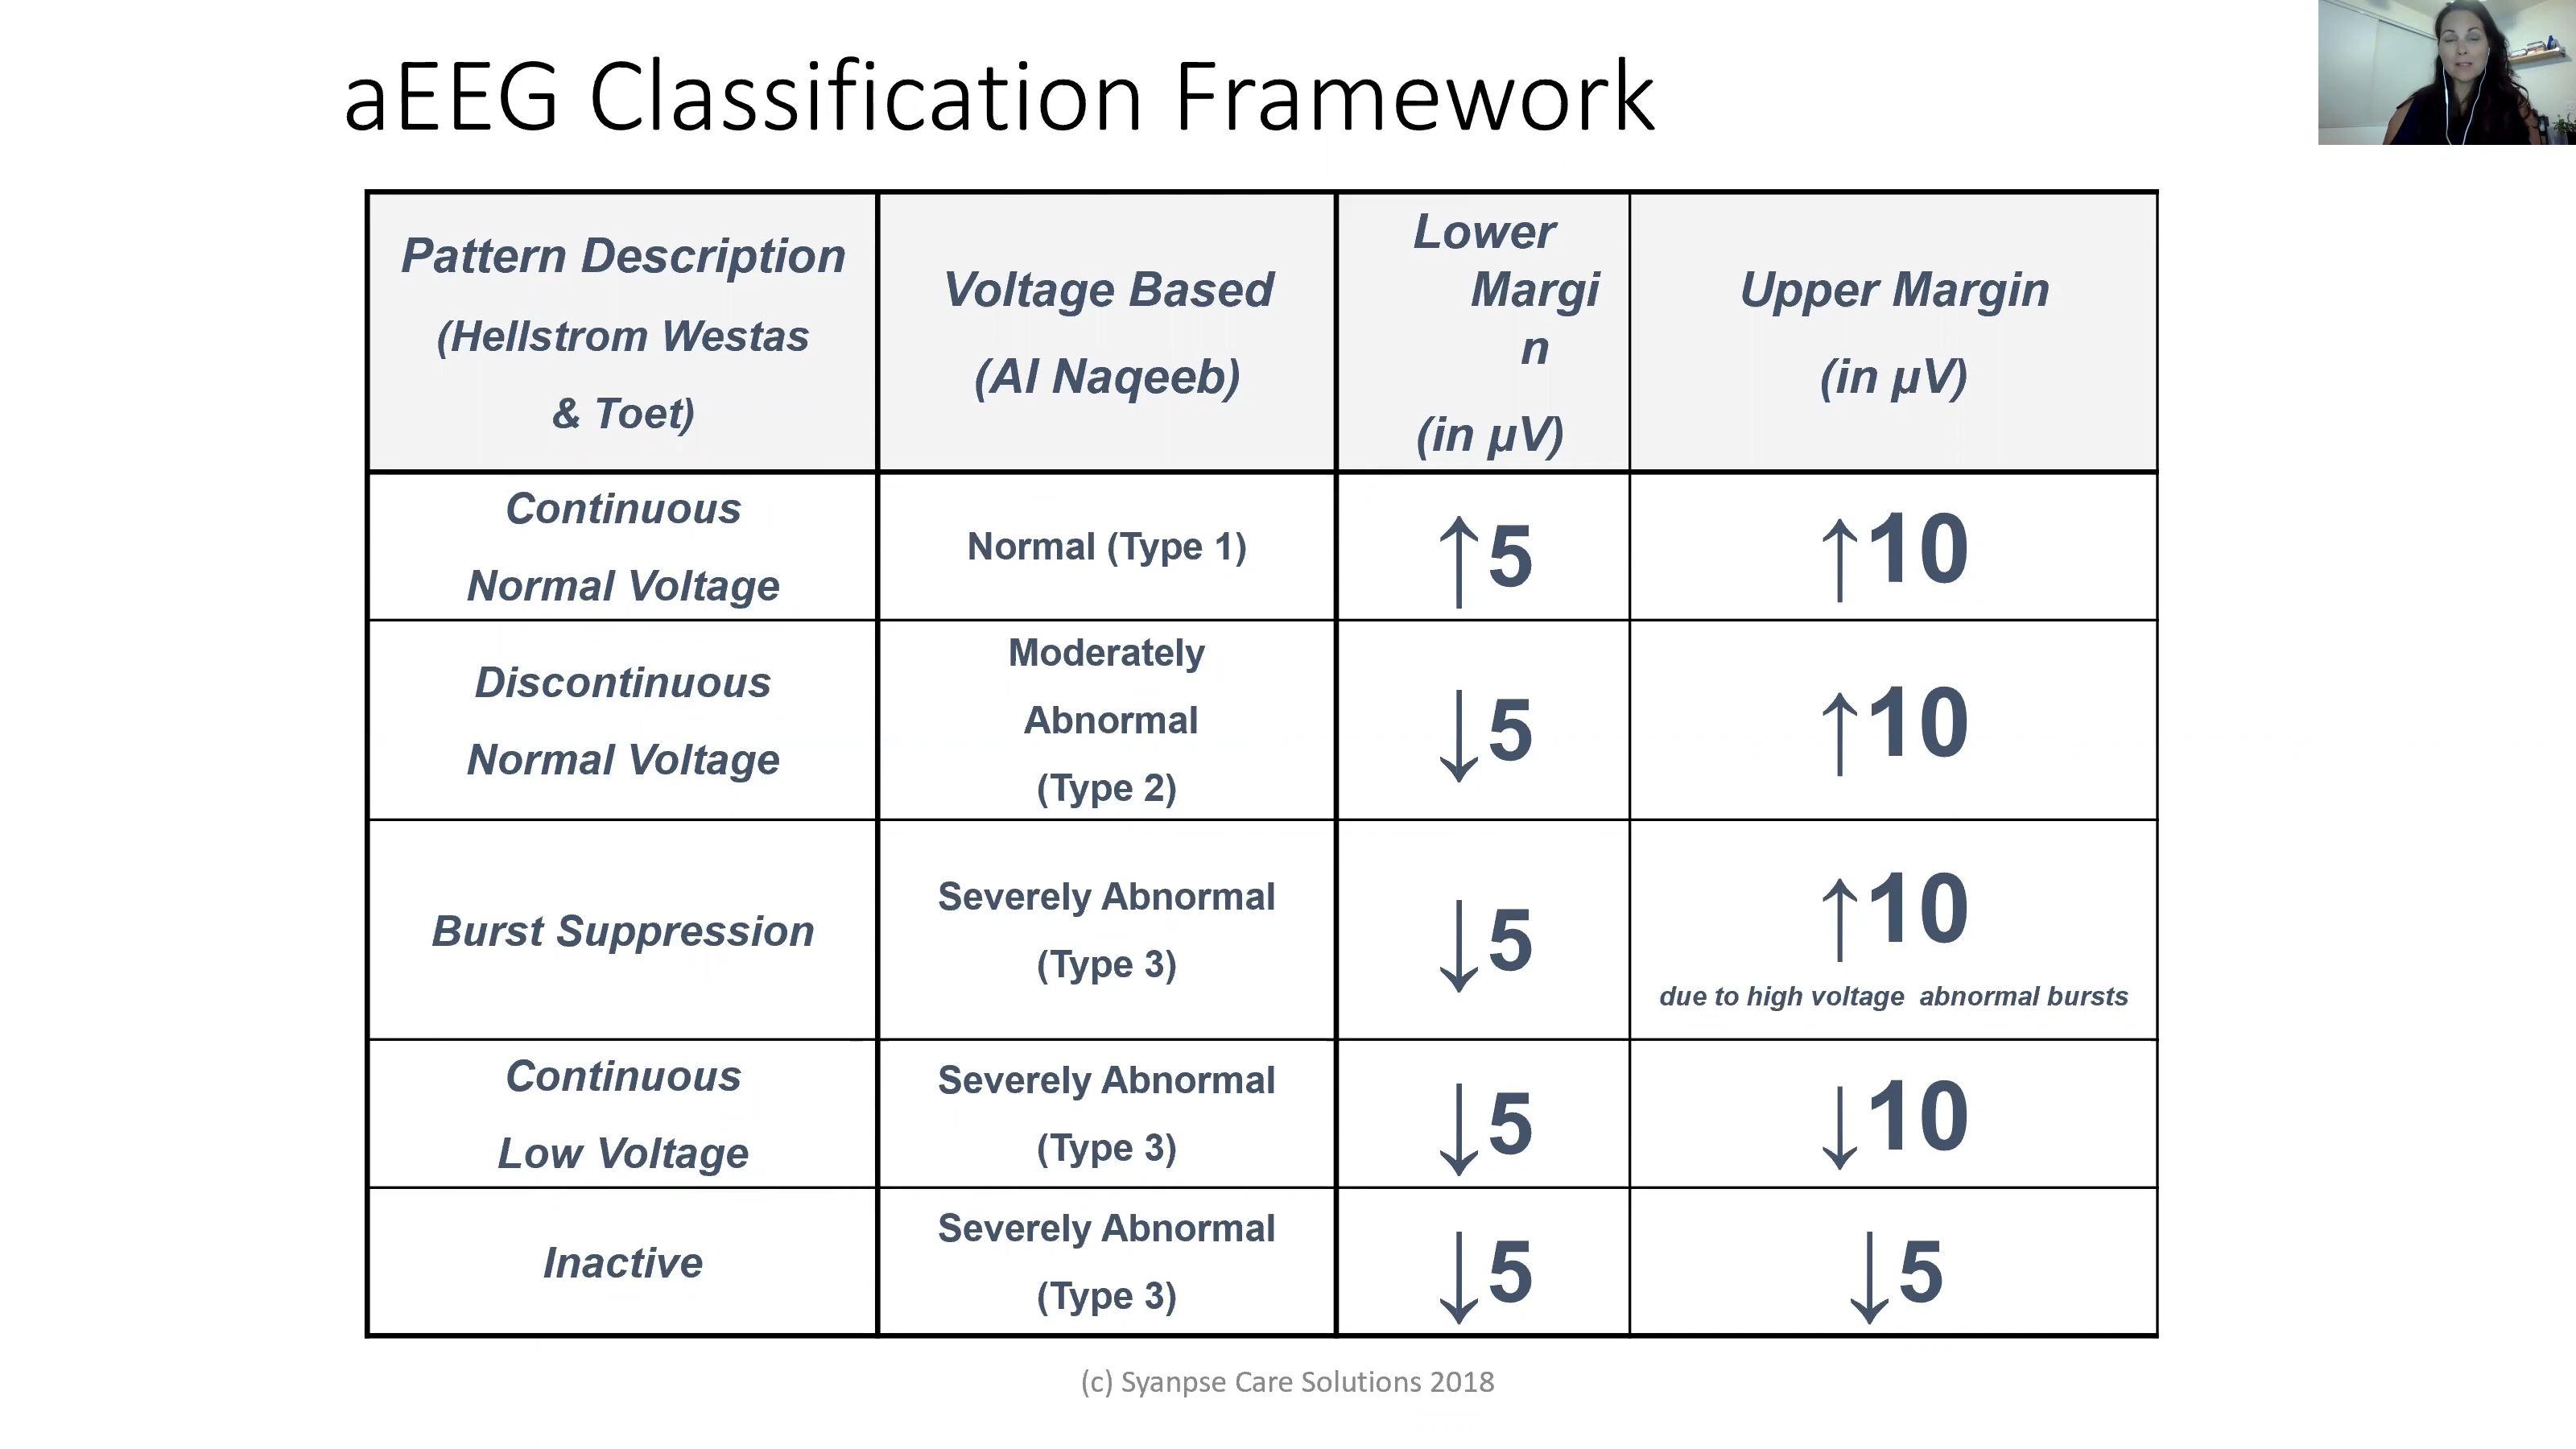 aEEG Classification Framework
Pattern Description
(Hellstrom Westas
& Toet)
Voltage Based
(Al Naqeeb)
Lower
Margi
n
(in µV)
Upper Margin
(in µV)
Continuous
Normal Voltage
Normal (Type 1)
↑5
↑10
Discontinuous
Normal Voltage
Moderately
Abnormal
(Type 2)
↓5
↑10
Burst Suppression
Severely Abnormal
(Type 3)
↓5
↑10
due to high voltage abnormal bursts
Continuous
Low Voltage
Severely Abnormal
(Type 3)
↓5
↓10
Inactive
Severely Abnormal
(Type 3)
↓5
↓5
(c) Syanpse Care Solutions 2018